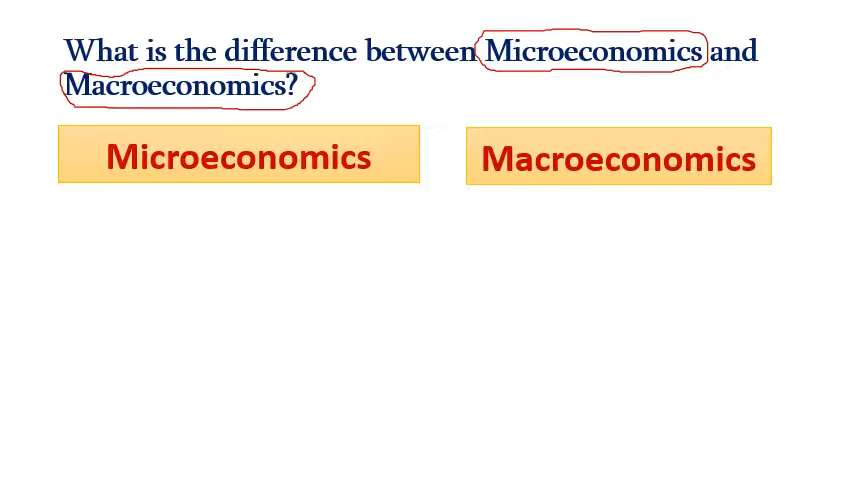 What is the difference between Microeconomics and
Macroeconomics?
Microeconomics
Macroeconomics